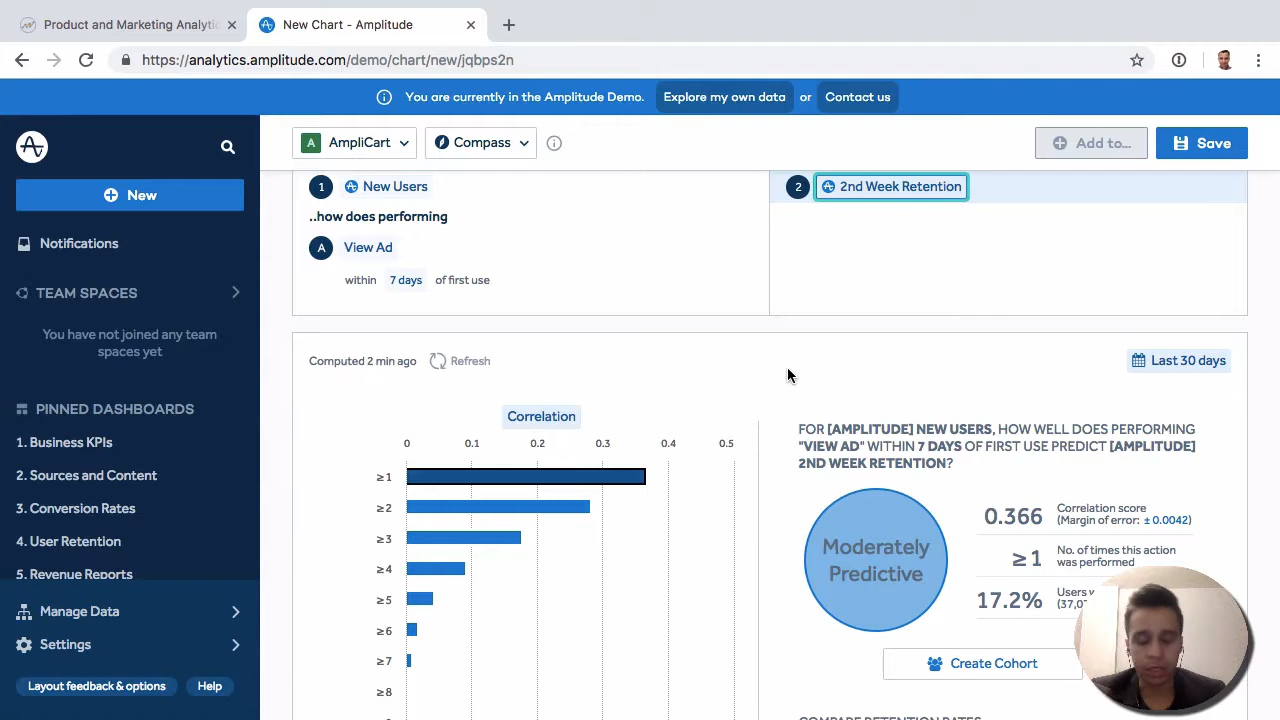 Product and Marketing Analytic
New Chart - Amplitude
https://analytics.amplitude.com/demo/chart/new/jqbps2n
You are currently in the Amplitude Demo. Explore my own data or Contact us
A AmpliCart
Compass
Add to...
Save
New
Notifications
TEAM SPACES
You have not joined any team
spaces yet
PINNED DASHBOARDS
1. Business KPIs
2. Sources and Content
3. Conversion Rates
4. User Retention
5. Revenue Reports
Manage Data
Settings
Layout feedback & options
Help
1 New Users
..how does performing
A View Ad
within 7 days of first use
2 2nd Week Retention
Computed 2 min ago Refresh
Last 30 days
Correlation
0 0.1 0.2 0.3 0.4 0.5
≥1
≥2
≥3
≥4
≥5
≥6
≥7
≥8
FOR [AMPLITUDE] NEW USERS, HOW WELL DOES PERFORMING
"VIEW AD" WITHIN 7 DAYS OF FIRST USE PREDICT [AMPLITUDE]
2ND WEEK RETENTION?
Moderately
Predictive
0.366 Correlation score
(Margin of error: ± 0.0042)
≥1 No. of times this action
was performed
17.2% Users
Create Cohort
COMPARE RETENTION RATES